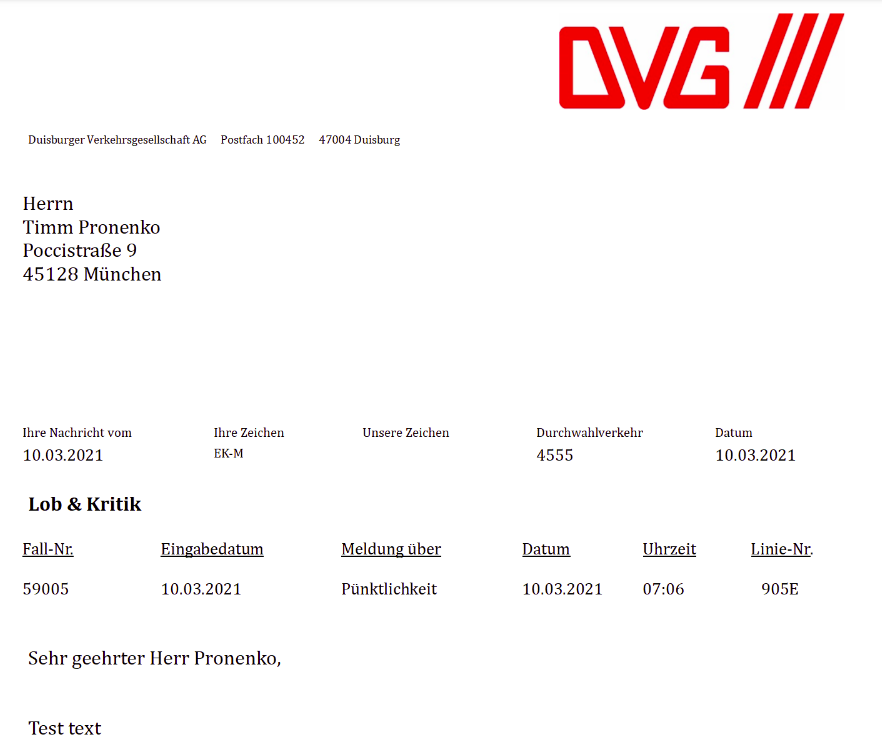 DVG
Duisburger Verkehrsgesellschaft AG Postfach 100452 47004 Duisburg
Herrn
Timm Pronenko
Poccistraße 9
45128 München
Ihre Nachricht vom Ihre Zeichen Unsere Zeichen Durchwahlverkehr Datum
10.03.2021 EK-M 4555 10.03.2021
Lob & Kritik
Fall-Nr. Eingabedatum Meldung über Datum Uhrzeit Linie-Nr.
59005 10.03.2021 Pünktlichkeit 10.03.2021 07:06 905E
Sehr geehrter Herr Pronenko,
Test text